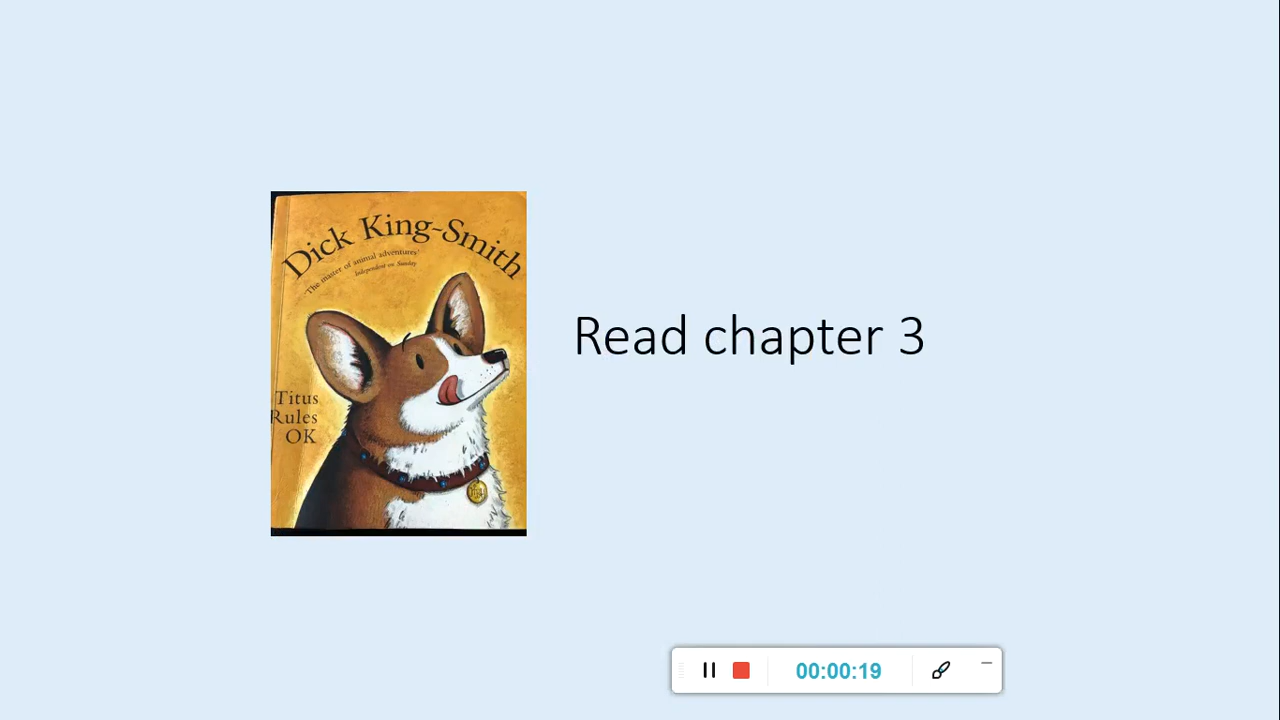 Dick King-Smith
'The master of animal adventures'
Independent on Sunday
Titus
Rules
OK
Read chapter 3
00:00:19